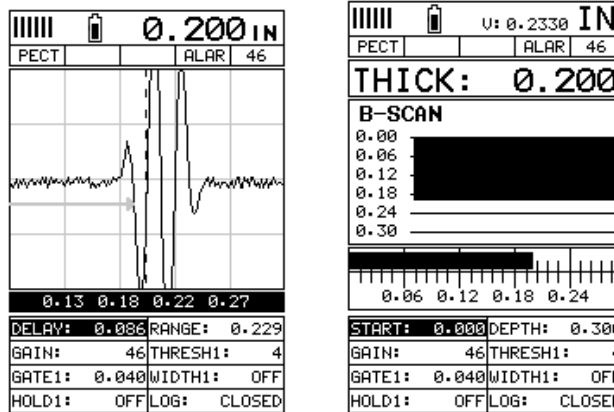 0.200 IN
PECT ALAR 46
0.13 0.18 0.22 0.27
DELAY: 0.086 RANGE: 0.229
GAIN: 46 THRESH1: 4
GATE1: 0.040 WIDTH1: OFF
HOLD1: OFF LOG: CLOSED
V: 0.2330 IN
PECT ALAR 46
THICK: 0.200
B-SCAN
0.00
0.06
0.12
0.18
0.24
0.30
0.06 0.12 0.18 0.24
START: 0.000 DEPTH: 0.300
GAIN: 46 THRESH1:
GATE1: 0.040 WIDTH1: OFF
HOLD1: OFF LOG: CLOSED